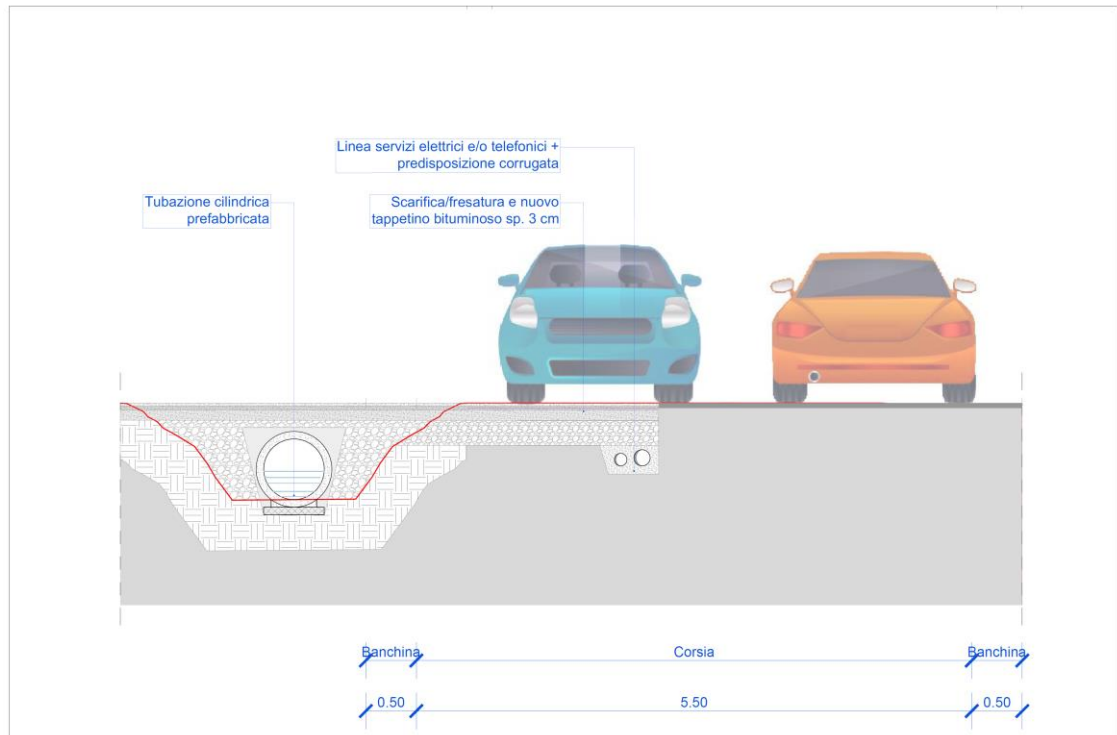 Linea servizi elettrici e/o telefonici +
predisposizione corrugata
Tubazione cilindrica
prefabbricata
Scarifica/fresatura e nuovo
tappetino bituminoso sp. 3 cm
Banchina
Corsia
Banchina
0.50
5.50
0.50